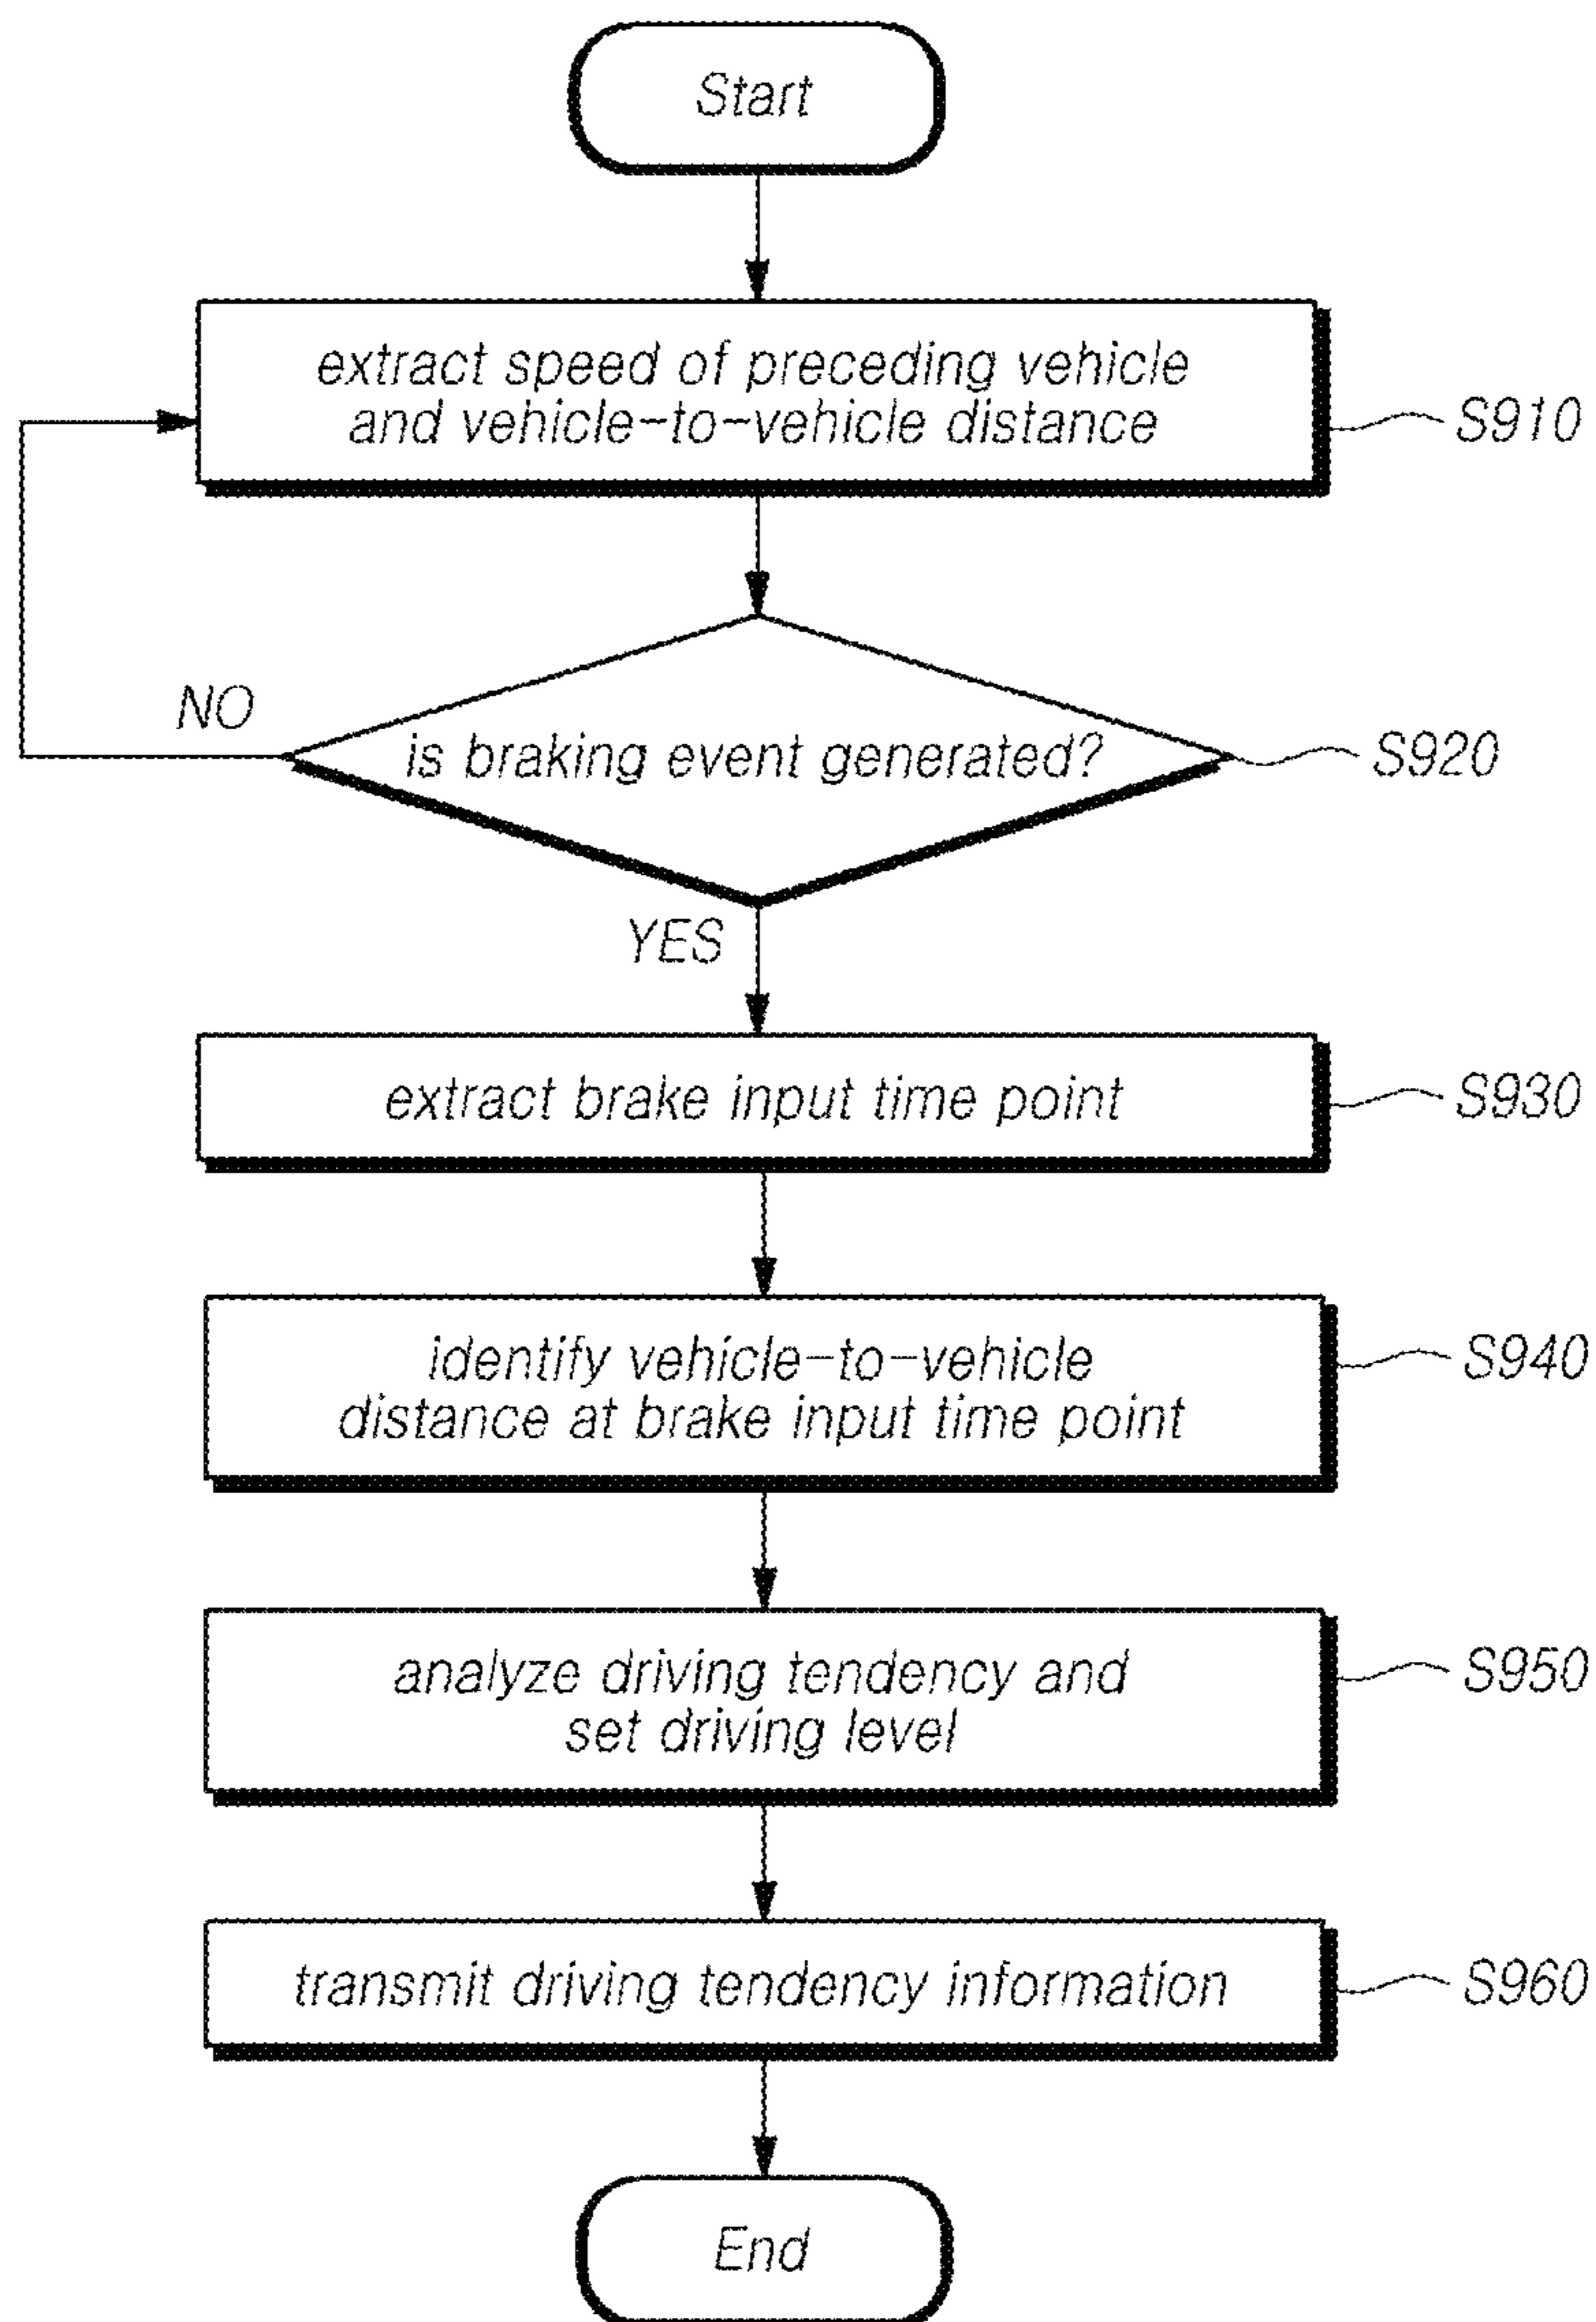 Start
extract speed of preceding vehicle
and vehicle-to-vehicle distance
S910
NO
is braking event generated?
S920
YES
extract brake input time point
S930
identify vehicle-to-vehicle
distance at brake input time point
S940
analyze driving tendency and
set driving level
S950
transmit driving tendency information
S960
End